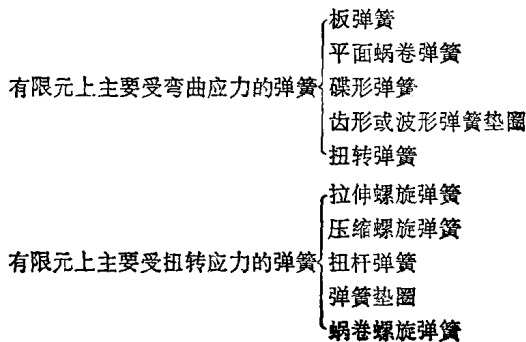 有限元上主要受弯曲应力的弹簧
板弹簧
平面蜗卷弹簧
碟形弹簧
齿形或波形弹簧垫圈
扭转弹簧
有限元上主要受扭转应力的弹簧
拉伸螺旋弹簧
压缩螺旋弹簧
扭杆弹簧
弹簧垫圈
蜗卷螺旋弹簧